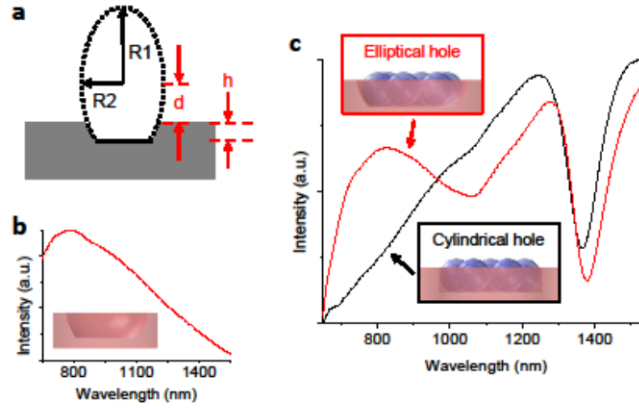 a
R1
R2
d
h
b
Intensity (a.u.)
800
1100
1400
Wavelength (nm)
c
Elliptical hole
Cylindrical hole
Intensity (a.u.)
800
1000
1200
1400
Wavelength (nm)